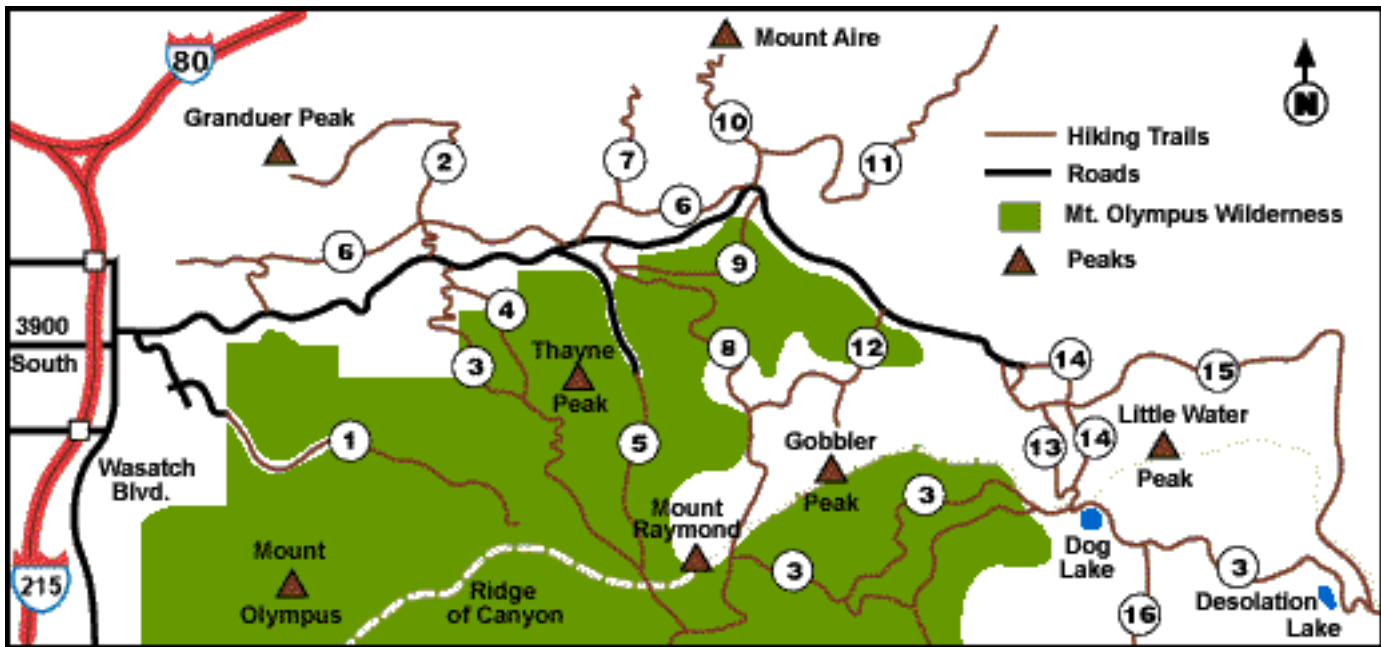 Mount Aire
80
N
Granduer Peak
10
Hiking Trails
2
7
11
Roads
6
Mt. Olympus Wilderness
6
9
Peaks
3900
South
4
Thayne
Peak
3
8
12
14
15
Little Water
Peak
1
5
Gobbler
Peak
13
14
Wasatch
Blvd.
Mount
Raymond
3
Mount
Olympus
Ridge
of Canyon
3
Dog
Lake
3
215
16
Desolation
Lake